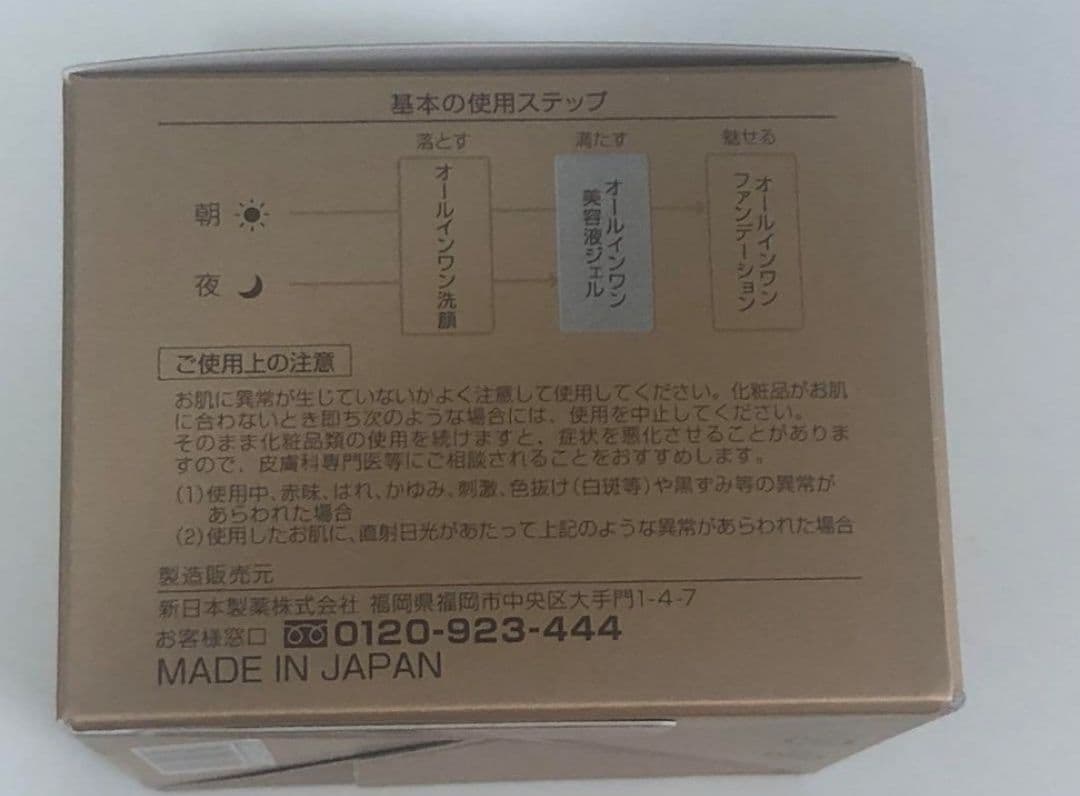 基本の使用ステップ
落とす
満たす
魅せる
朝
夜
オールインワン洗顔
オールインワン
美容液ジェル
オールインワン
ファンデーション
ご使用上の注意
お肌に異常が生じていないかよく注意して使用してください。化粧品がお肌
に合わないとき即ち次のような場合には、使用を中止してください。
そのまま化粧品類の使用を続けますと、症状を悪化させることがありま
すので、皮膚科専門医等にご相談されることをおすすめします。
(1)使用中、赤味、はれ、かゆみ、刺激、色抜け(白斑等)や黒ずみ等の異常が
あらわれた場合
(2)使用したお肌に、直射日光があたって上記のような異常があらわれた場合
製造販売元
新日本製薬株式会社 福岡県福岡市中央区大手門1-4-7
お客様窓口 0120-923-444
MADE IN JAPAN